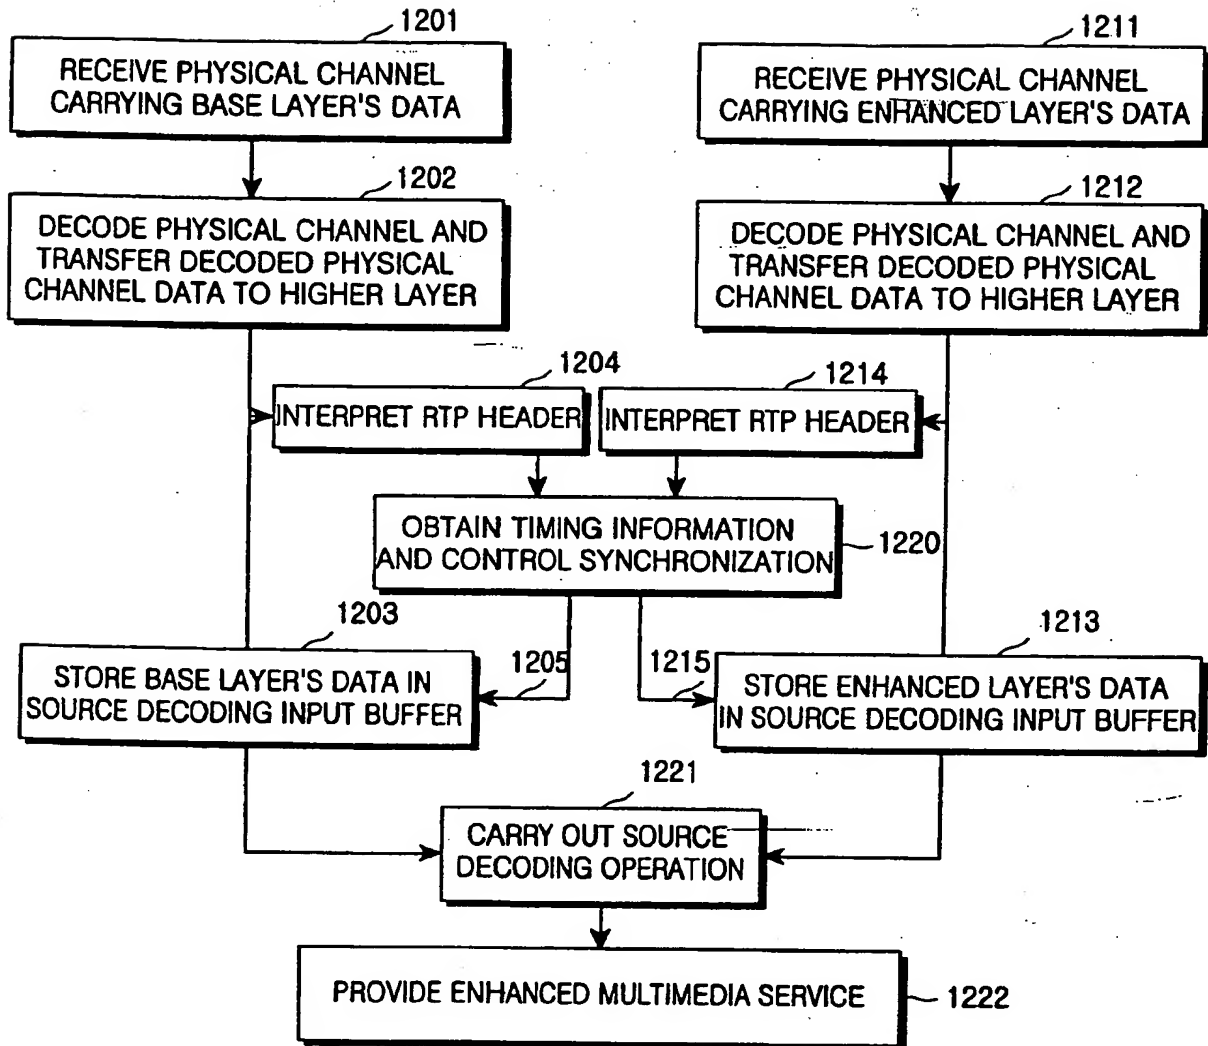 1201
RECEIVE PHYSICAL CHANNEL
CARRYING BASE LAYER'S DATA
1211
RECEIVE PHYSICAL CHANNEL
CARRYING ENHANCED LAYER'S DATA
1202
DECODE PHYSICAL CHANNEL AND
TRANSFER DECODED PHYSICAL
CHANNEL DATA TO HIGHER LAYER
1212
DECODE PHYSICAL CHANNEL AND
TRANSFER DECODED PHYSICAL
CHANNEL DATA TO HIGHER LAYER
1204
INTERPRET RTP HEADER
1214
INTERPRET RTP HEADER
OBTAIN TIMING INFORMATION
AND CONTROL SYNCHRONIZATION
1220
1203
STORE BASE LAYER'S DATA IN
SOURCE DECODING INPUT BUFFER
1205
1215
1213
STORE ENHANCED LAYER'S DATA
IN SOURCE DECODING INPUT BUFFER
1221
CARRY OUT SOURCE
DECODING OPERATION
PROVIDE ENHANCED MULTIMEDIA SERVICE
1222